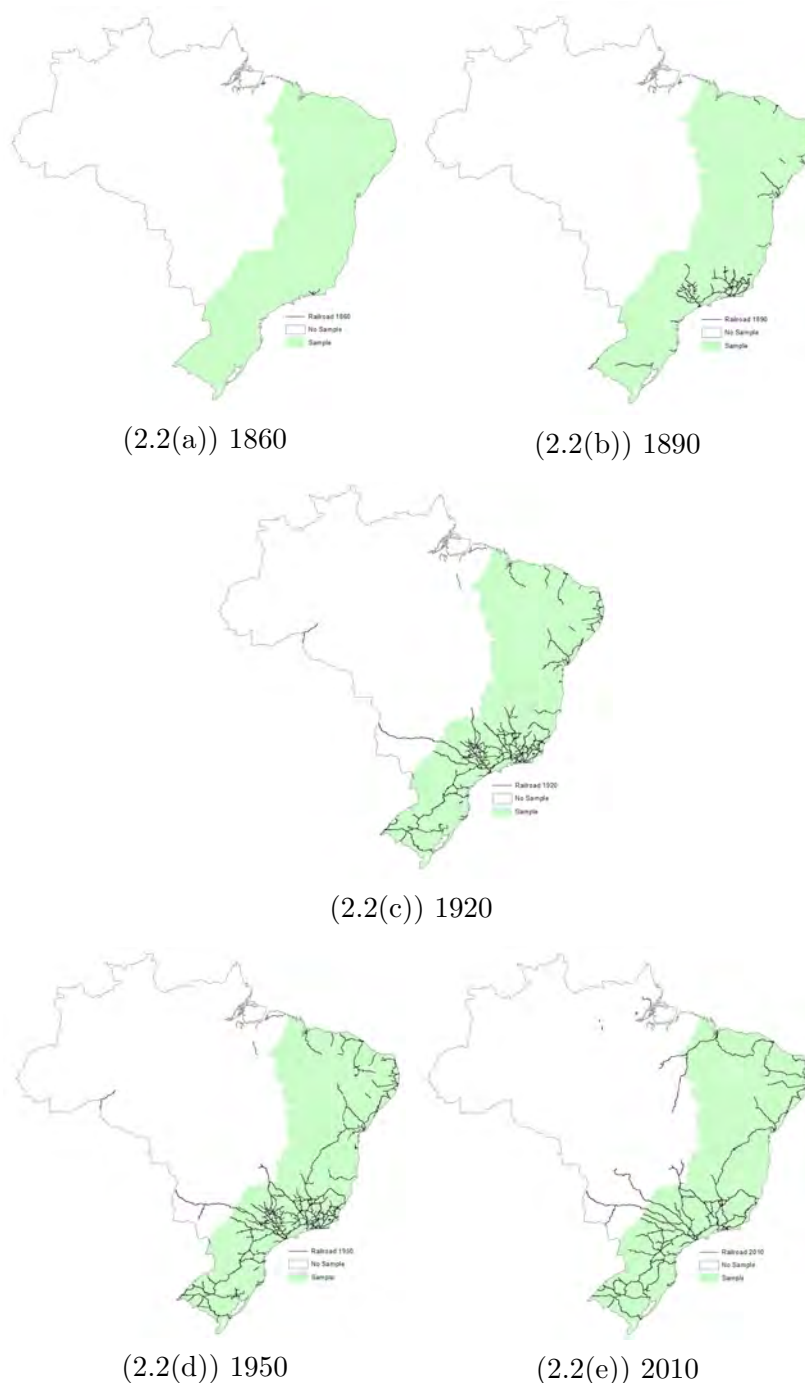 Railroad 1860
No Sample
Sample
Railroad 1890
No Sample
Sample
(2.2(a)) 1860
(2.2(b)) 1890
Railroad 1920
No Sample
Sample
(2.2(c)) 1920
Railroad 1950
No Sample
Sample
Railroad 2010
No Sample
Sample
(2.2(d)) 1950
(2.2(e)) 2010